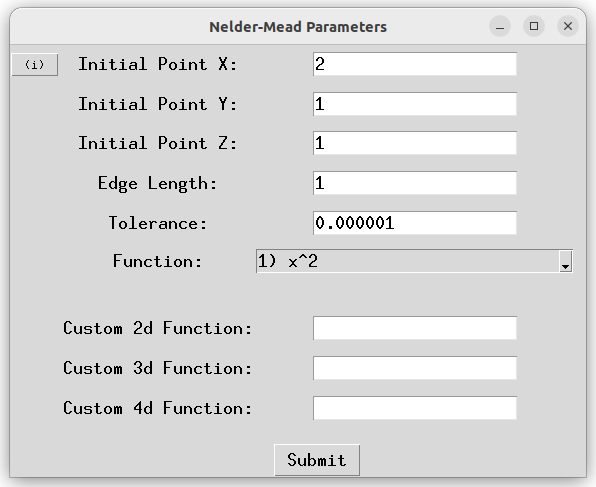 Nelder-Mead Parameters
(i) Initial Point X: 2
Initial Point Y: 1
Initial Point Z: 1
Edge Length: 1
Tolerance: 0.000001
Function: 1) x^2
Custom 2d Function:
Custom 3d Function:
Custom 4d Function:
Submit